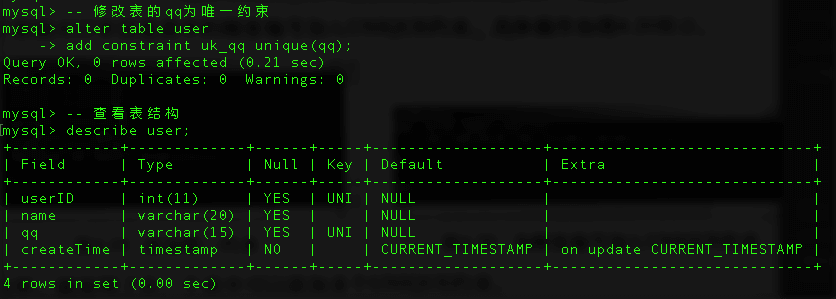 mysql> -- 修改表的qq为唯一约束
mysql> alter table user
    -> add constraint uk_qq unique(qq);
Query OK, 0 rows affected (0.21 sec)
Records: 0  Duplicates: 0  Warnings: 0
mysql> -- 查看表结构
mysql> describe user;
+------------+-------------+------+-----+-------------------+-----------------------------+
| Field      | Type        | Null | Key | Default           | Extra                       |
+------------+-------------+------+-----+-------------------+-----------------------------+
| userID     | int(11)     | YES  | UNI | NULL              |                             |
| name       | varchar(20) | YES  |     | NULL              |                             |
| qq         | varchar(15) | YES  | UNI | NULL              |                             |
| createTime | timestamp   | NO   |     | CURRENT_TIMESTAMP | on update CURRENT_TIMESTAMP |
+------------+-------------+------+-----+-------------------+-----------------------------+
4 rows in set (0.00 sec)